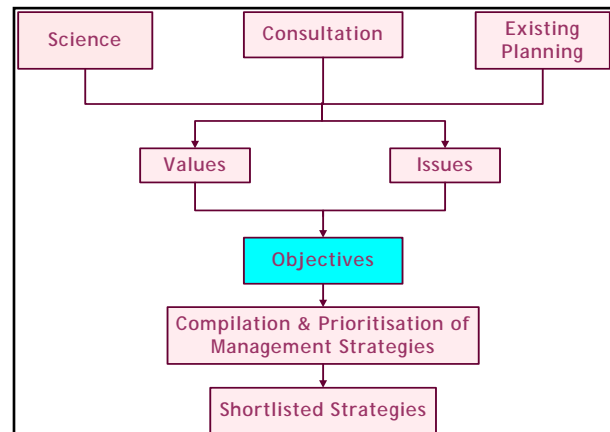 Science
Consultation
Existing
Planning
Values
Issues
Objectives
Compilation & Prioritisation of
Management Strategies
Shortlisted Strategies